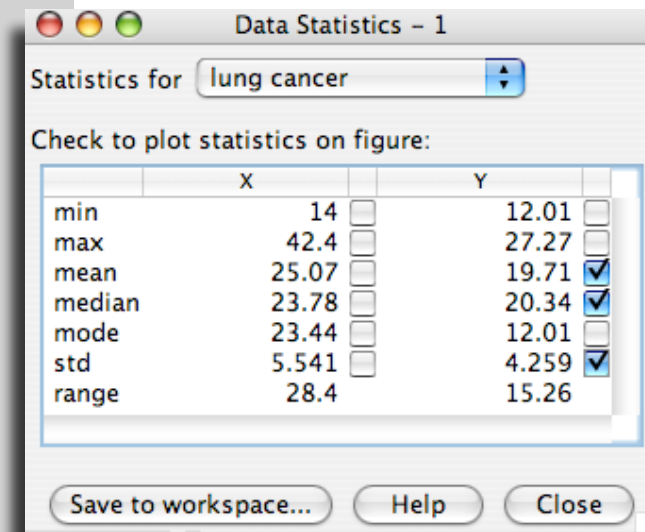 Data Statistics – 1
Statistics for lung cancer
Check to plot statistics on figure:
X Y
min 14 12.01
max 42.4 27.27
mean 25.07 19.71
median 23.78 20.34
mode 23.44 12.01
std 5.541 4.259
range 28.4 15.26
Save to workspace... Help Close